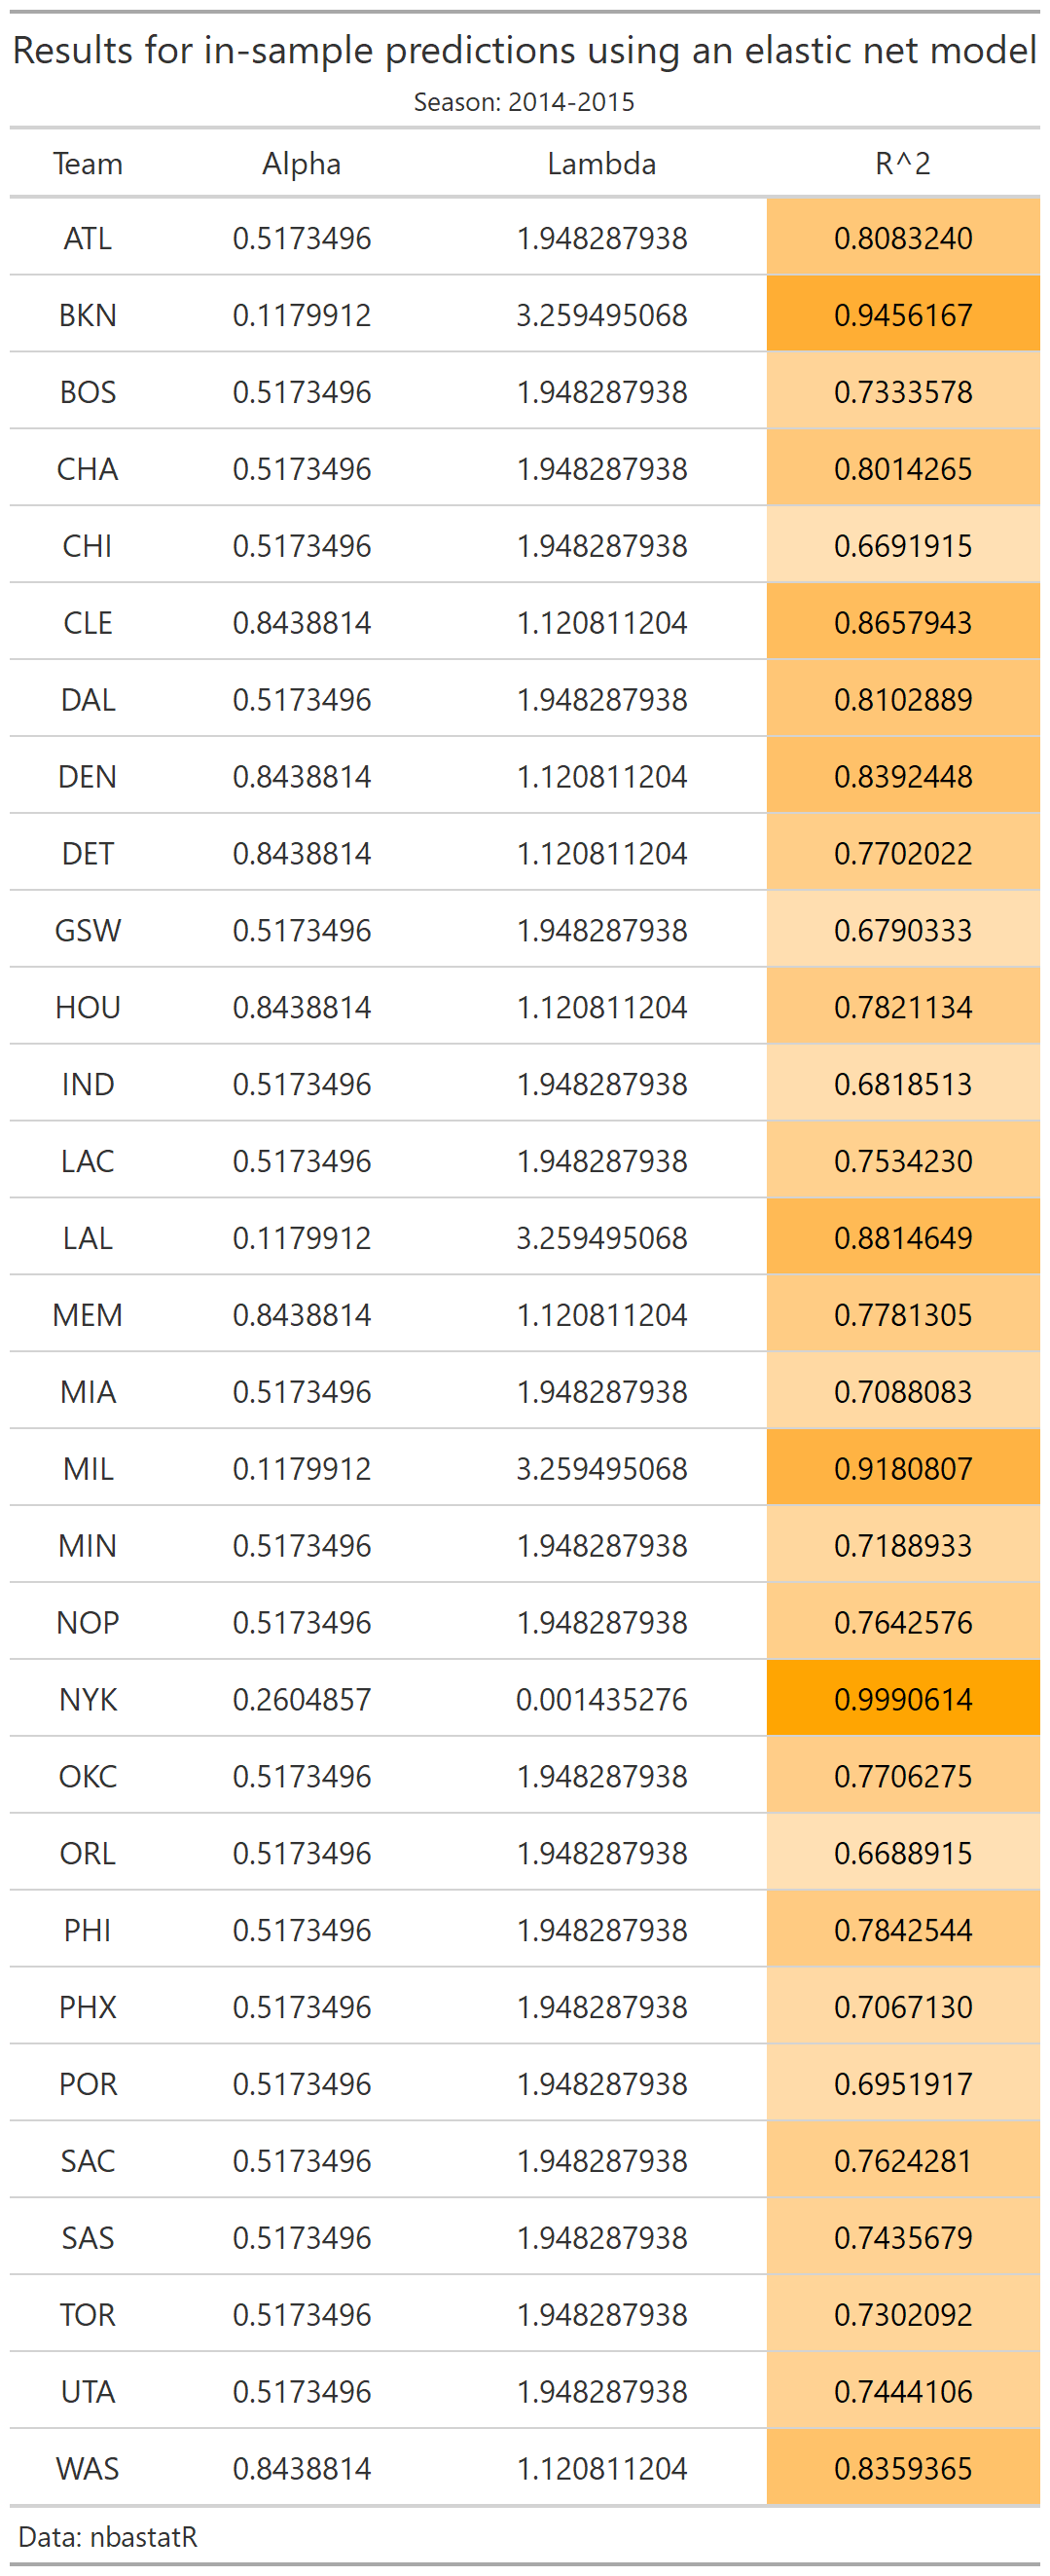 Results for in-sample predictions using an elastic net model
Season: 2014-2015
Team Alpha Lambda R^2
ATL 0.5173496 1.948287938 0.8083240
BKN 0.1179912 3.259495068 0.9456167
BOS 0.5173496 1.948287938 0.7333578
CHA 0.5173496 1.948287938 0.8014265
CHI 0.5173496 1.948287938 0.6691915
CLE 0.8438814 1.120811204 0.8657943
DAL 0.5173496 1.948287938 0.8102889
DEN 0.8438814 1.120811204 0.8392448
DET 0.8438814 1.120811204 0.7702022
GSW 0.5173496 1.948287938 0.6790333
HOU 0.8438814 1.120811204 0.7821134
IND 0.5173496 1.948287938 0.6818513
LAC 0.5173496 1.948287938 0.7534230
LAL 0.1179912 3.259495068 0.8814649
MEM 0.8438814 1.120811204 0.7781305
MIA 0.5173496 1.948287938 0.7088083
MIL 0.1179912 3.259495068 0.9180807
MIN 0.5173496 1.948287938 0.7188933
NOP 0.5173496 1.948287938 0.7642576
NYK 0.2604857 0.001435276 0.9990614
OKC 0.5173496 1.948287938 0.7706275
ORL 0.5173496 1.948287938 0.6688915
PHI 0.5173496 1.948287938 0.7842544
PHX 0.5173496 1.948287938 0.7067130
POR 0.5173496 1.948287938 0.6951917
SAC 0.5173496 1.948287938 0.7624281
SAS 0.5173496 1.948287938 0.7435679
TOR 0.5173496 1.948287938 0.7302092
UTA 0.5173496 1.948287938 0.7444106
WAS 0.8438814 1.120811204 0.8359365
Data: nbastatR